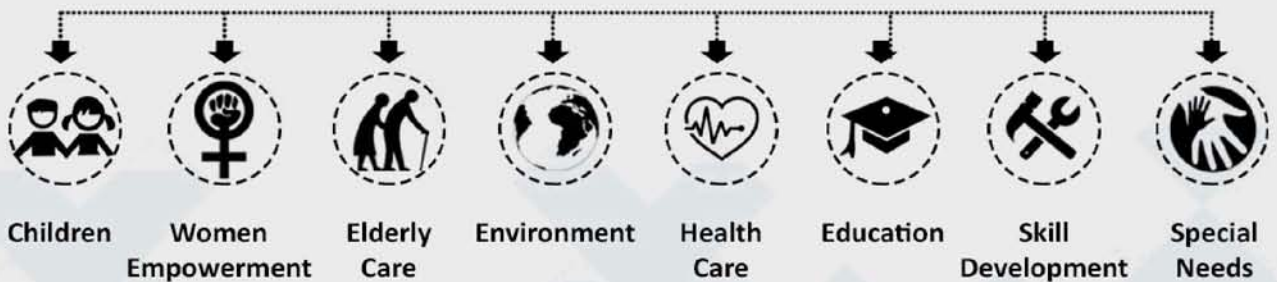 Children Women Elderly Environment Health Education Skill Special
Empowerment Care Care Development Needs